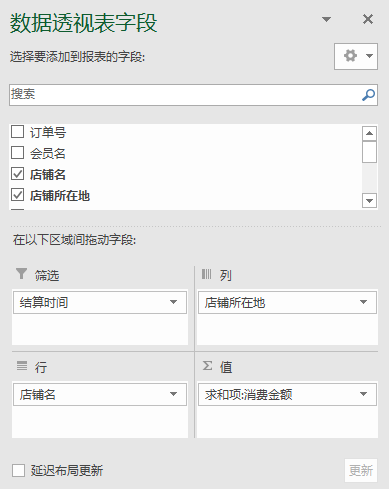 数据透视表字段
选择要添加到报表的字段:
搜索
订单号
会员名
店铺名
店铺所在地
在以下区域间拖动字段:
筛选
列
结算时间
店铺所在地
行
Σ 值
店铺名
求和项:消费金额
延迟布局更新
更新